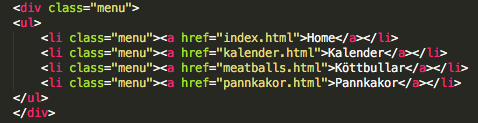 <div class="menu">
<ul>
<li class="menu"><a href="index.html">Home</a></li>
<li class="menu"><a href="kalender.html">Kalender</a></li>
<li class="menu"><a href="meatballs.html">Köttbullar</a></li>
<li class="menu"><a href="pannkakor.html">Pannkakor</a></li>
</ul>
</div>